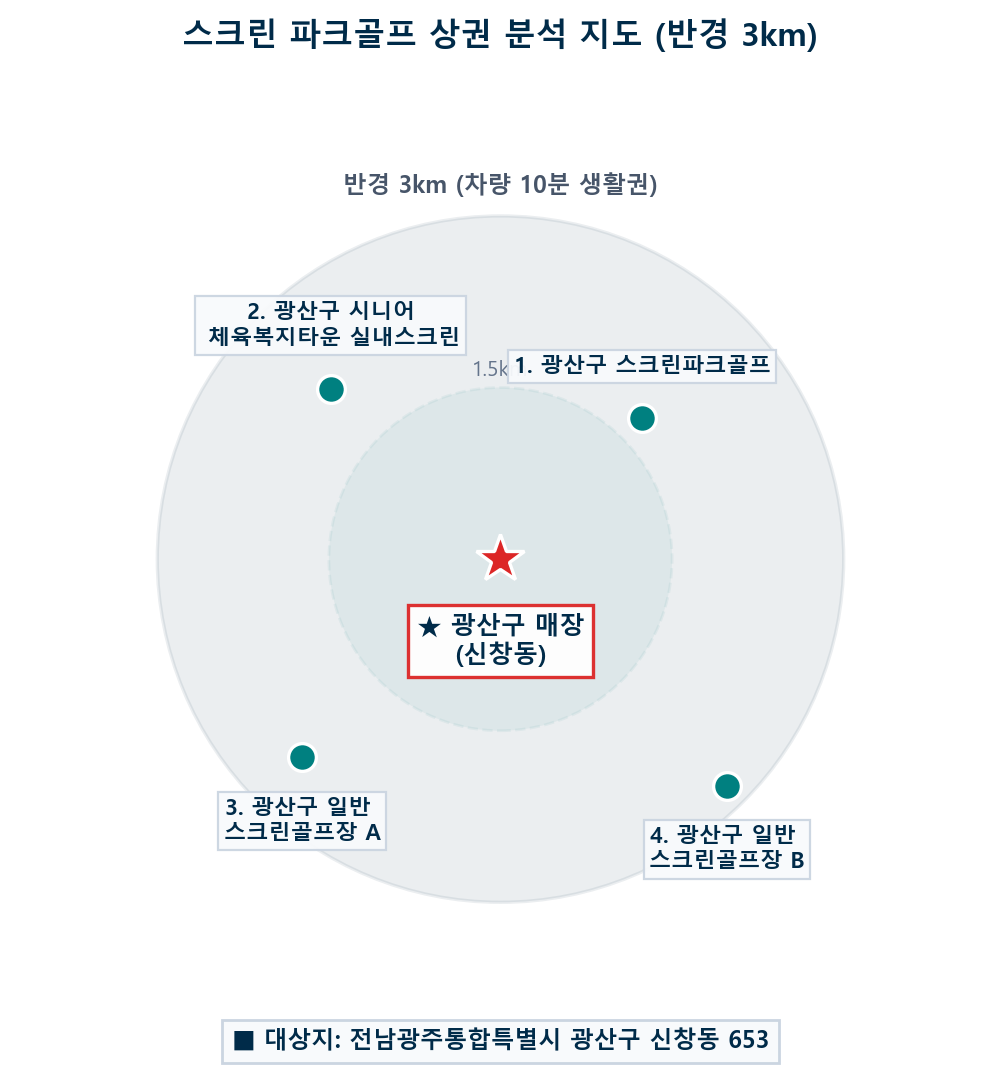 스크린 파크골프 상권 분석 지도 (반경 3km)
반경 3km (차량 10분 생활권)
2. 광산구 시니어
체육복지타운 실내스크린
1.5k
1. 광산구 스크린파크골프
★ 광산구 매장
(신창동)
3. 광산구 일반
스크린골프장 A
4. 광산구 일반
스크린골프장 B
■ 대상지: 전남광주통합특별시 광산구 신창동 653